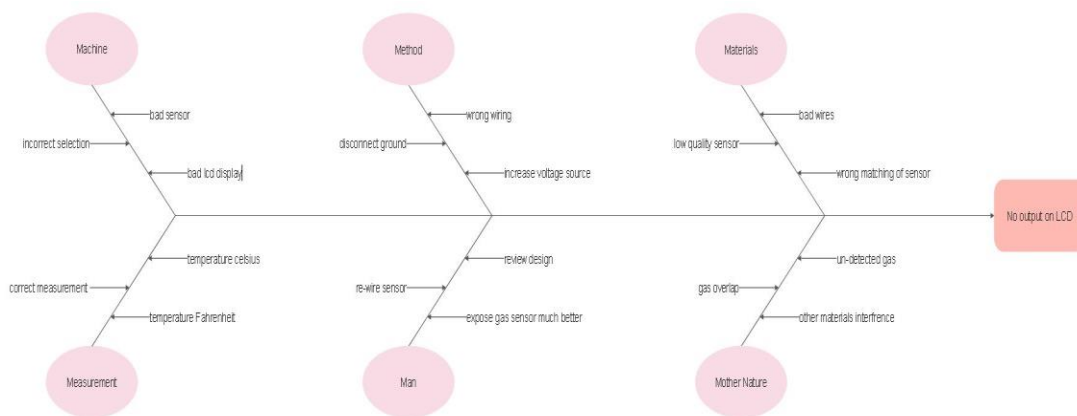 Machine
Method
Materials
bad sensor
wrong wiring
bad wires
incorrect selection
disconnect ground
low quality sensor
bad lcd display
increase voltage source
wrong matching of sensor
No output on LCD
temperature celsius
review design
un-detected gas
correct measurement
re-wire sensor
gas overlap
temperature Fahrenheit
expose gas sensor much better
other materials interfrence
Measurement
Man
Mother Nature